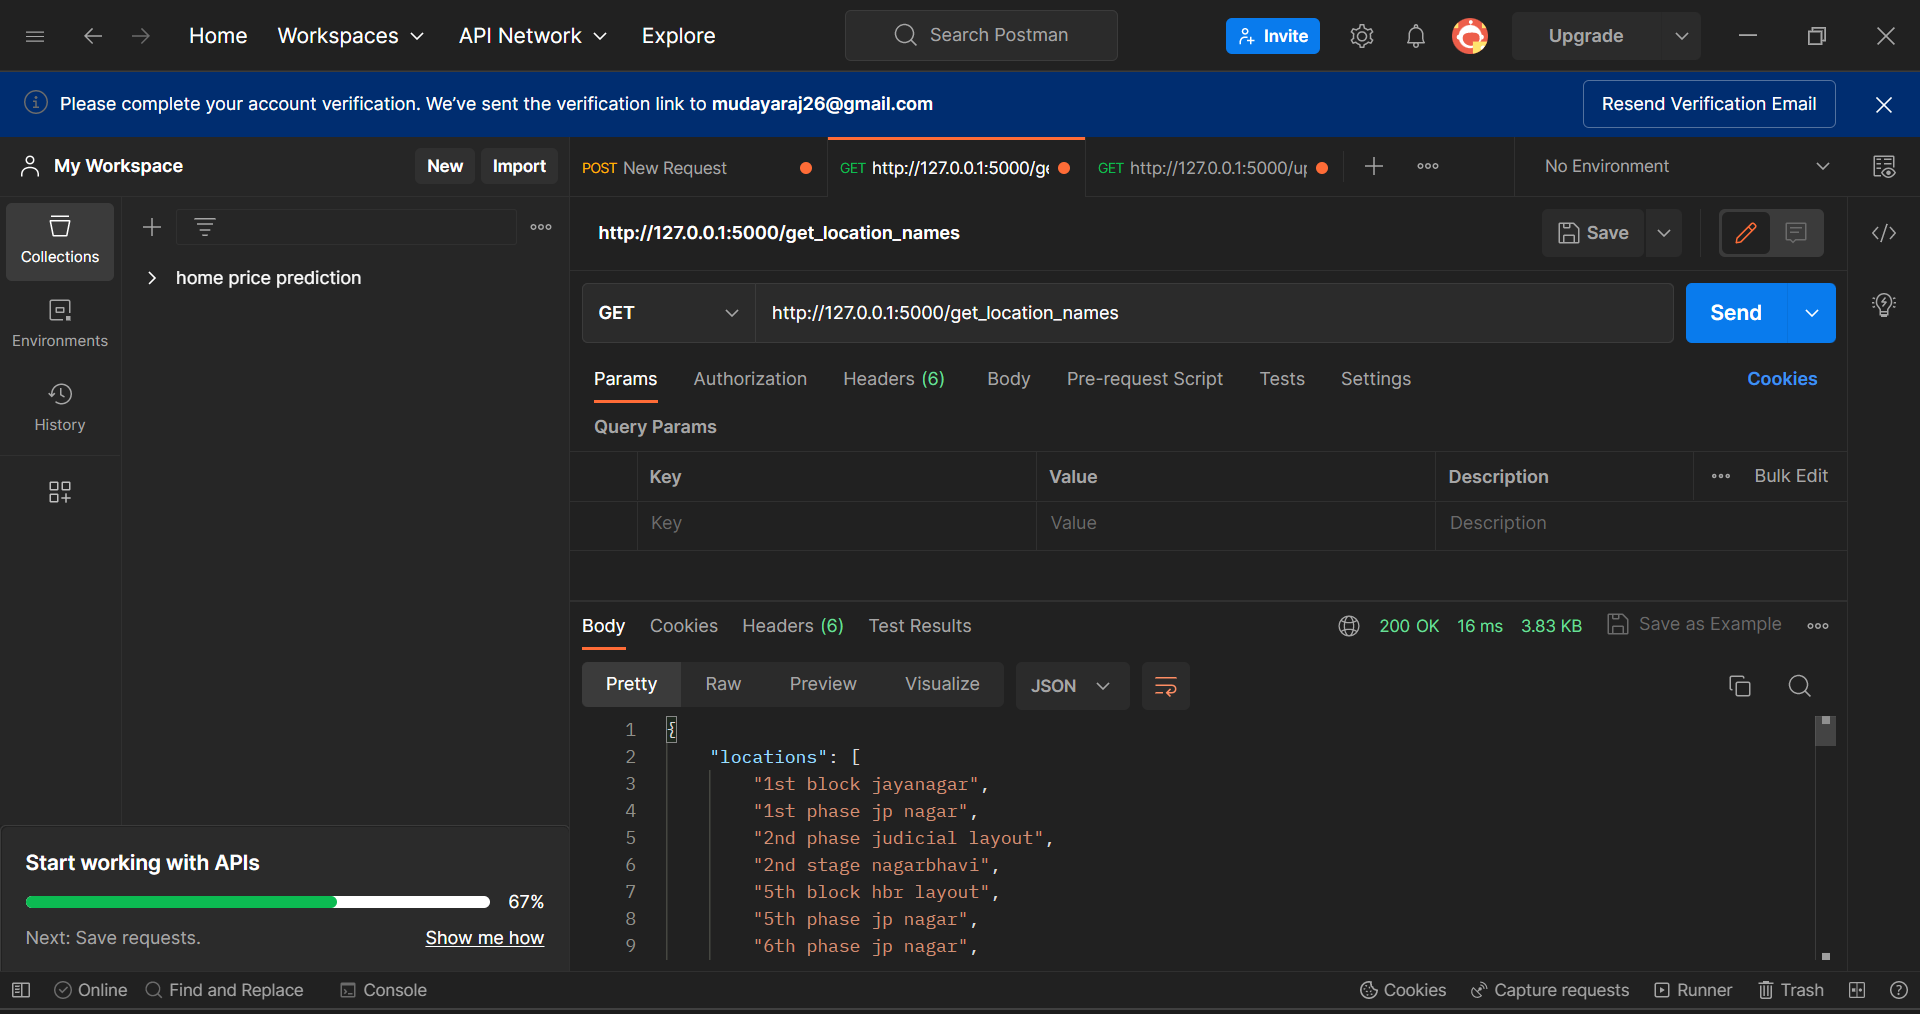 Home Workspaces API Network Explore Search Postman Invite Upgrade
Please complete your account verification. We've sent the verification link to mudayaraj26@gmail.com Resend Verification Email
My Workspace New Import
POST New Request GET http://127.0.0.1:5000/ge GET http://127.0.0.1:5000/up No Environment
Collections
Environments
History
home price prediction
http://127.0.0.1:5000/get_location_names Save
GET http://127.0.0.1:5000/get_location_names Send
Params Authorization Headers (6) Body Pre-request Script Tests Settings Cookies
Query Params
Key Value Description Bulk Edit
Key Value Description
Body Cookies Headers (6) Test Results 200 OK 16 ms 3.83 KB Save as Example
Pretty Raw Preview Visualize JSON
1 {
2 "locations": [
3 "1st block jayanagar",
4 "1st phase jp nagar",
5 "2nd phase judicial layout",
6 "2nd stage nagarbhavi",
7 "5th block hbr layout",
8 "5th phase jp nagar",
9 "6th phase jp nagar",
Start working with APIs
67%
Next: Save requests. Show me how
Online Find and Replace Console Cookies Capture requests Runner Trash